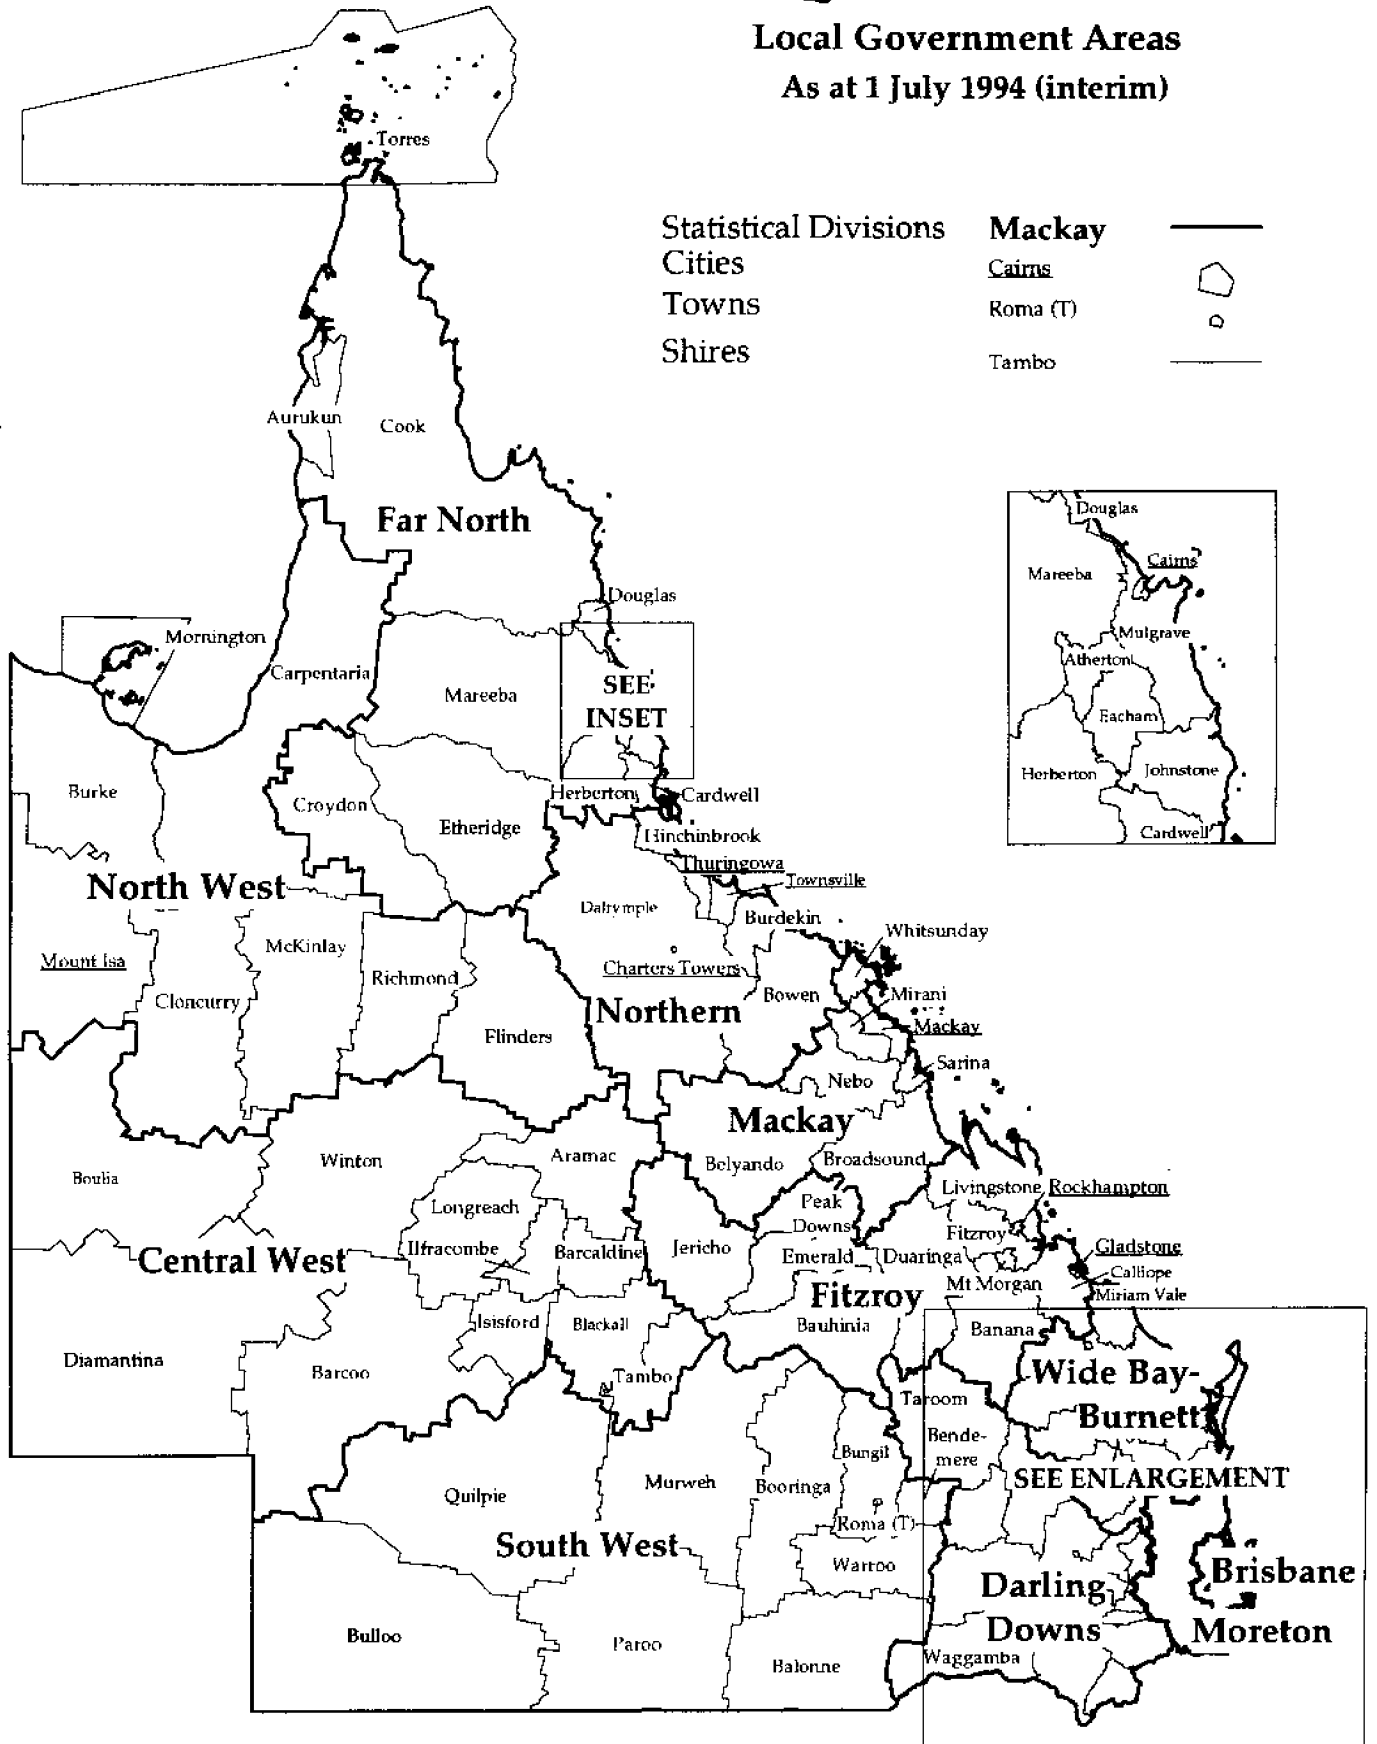 Local Government Areas
As at 1 July 1994 (interim)
Torres
Statistical Divisions Mackay
Cities Cairns
Towns Roma (T)
Shires Tambo
Aurukun
Cook
Far North
Douglas
Cairns
Mareeba
Mulgrave
Atherton
Eacham
Herberton
Johnstone
Cardwell
Douglas
Mornington
Carpentaria
Mareeba
SEE
INSET
Burke
Croydon
Etheridge
Herberton
Cardwell
Hinchinbrook
Thuringowa
Townsville
North West
Dalrymple
Burdekin
Whitsunday
Mount Isa
McKinlay
Richmond
Charters Towers
Cloncurry
Bowen
Mirani
Northern
Flinders
Mackay
Sarina
Nebo
Mackay
Boulia
Winton
Aramac
Belyando
Broadsound
Livingstone
Rockhampton
Longreach
Peak
Downs
Fitzroy
Ilfracombe
Barcaldine
Jericho
Emerald
Duaringa
Gladstone
Central West
Mt Morgan
Calliope
Miriam Vale
Fitzroy
Isisford
Blackall
Bauhinia
Banana
Diamantina
Barcoo
Tambo
Wide Bay-
Burnett
Taroom
Bende-
mere
Bungil
SEE ENLARGEMENT
Quilpie
Murweh
Booringa
Roma (T)
South West
Warroo
Darling
Downs
Brisbane
Moreton
Bulloo
Paroo
Balonne
Waggamba